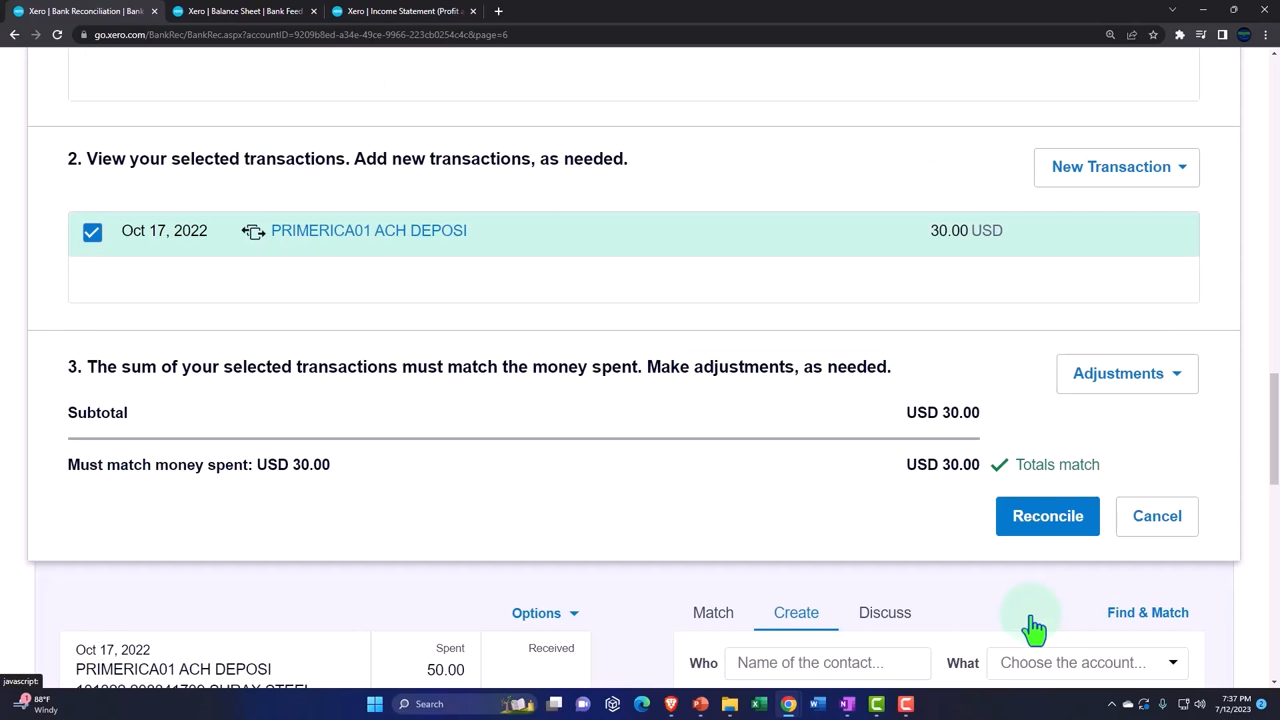 Xero | Bank Reconciliation | Bank
Xero | Balance Sheet | Bank Feed
Xero | Income Statement (Profit a
go.xero.com/BankRec/BankRec.aspx?accountID=9209b8ed-a34e-49ce-9966-223cb0254c4c&page=6
2. View your selected transactions. Add new transactions, as needed.
New Transaction
Oct 17, 2022 PRIMERICA01 ACH DEPOSI 30.00 USD
3. The sum of your selected transactions must match the money spent. Make adjustments, as needed.
Adjustments
Subtotal USD 30.00
Must match money spent: USD 30.00 USD 30.00 Totals match
Reconcile Cancel
Options Match Create Discuss Find & Match
Oct 17, 2022 Spent Received
PRIMERICA01 ACH DEPOSI 50.00
Who Name of the contact... What Choose the account...
javascript:
88°F
Windy
Search
7:37 PM
7/12/2023